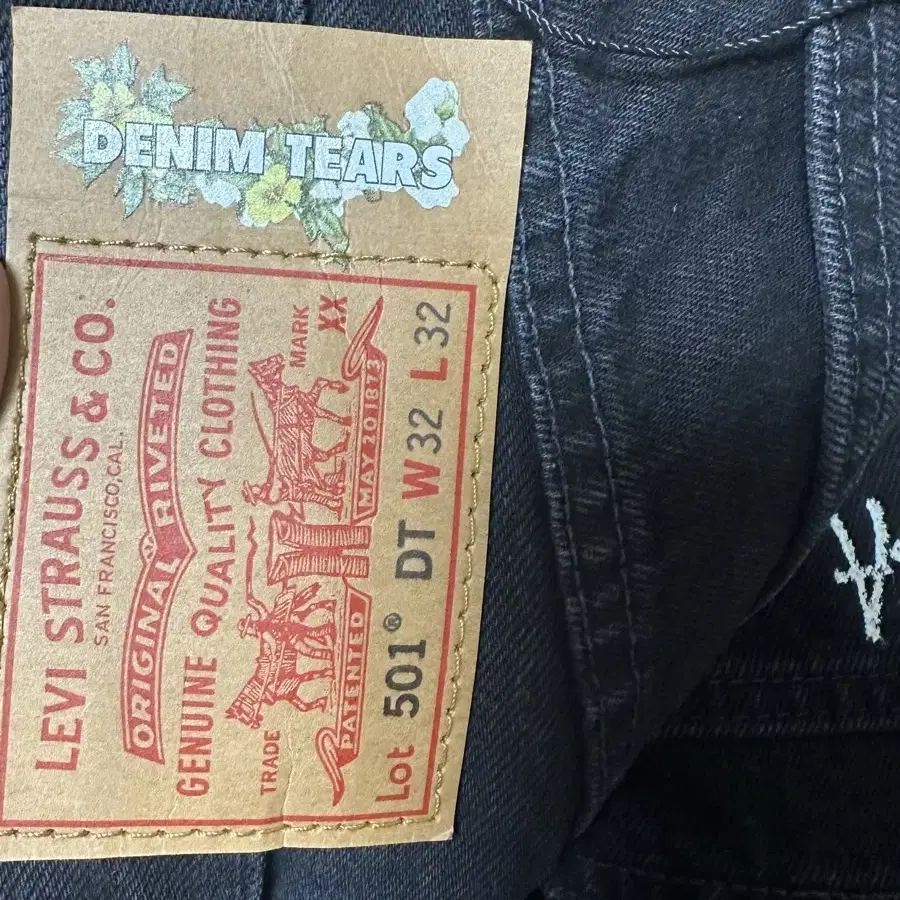 DENIM TEARS
LEVI STRAUSS & CO.
SAN FRANCISCO, CAL.
ORIGINAL RIVETED
GENUINE QUALITY CLOTHING
TRADE MARK
XX
PATENTED MAY 20 1873
Lot 501® DT W 32 L 32